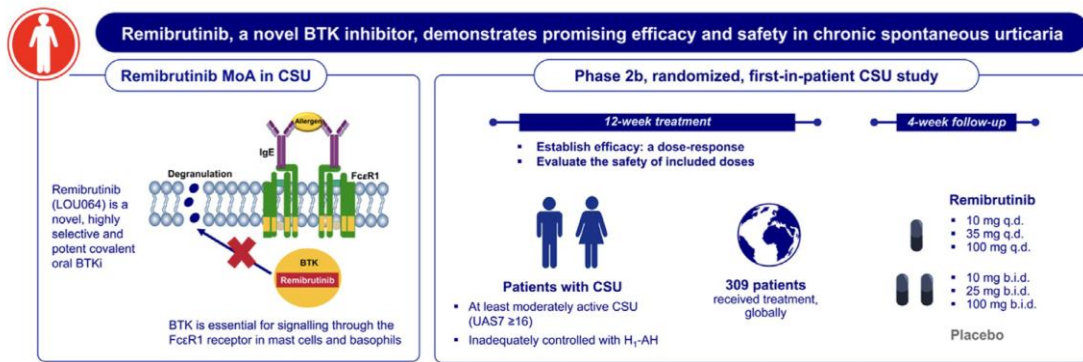 Remibrutinib, a novel BTK inhibitor, demonstrates promising efficacy and safety in chronic spontaneous urticaria
Remibrutinib MoA in CSU
Allergen
IgE
Degranulation
FcεR1
Remibrutinib
(LOU064) is a
novel, highly
selective and
potent covalent
oral BTKi
BTK
Remibrutinib
BTK is essential for signalling through the
FcεR1 receptor in mast cells and basophils
Phase 2b, randomized, first-in-patient CSU study
12-week treatment
▪ Establish efficacy: a dose-response
▪ Evaluate the safety of included doses
Patients with CSU
▪ At least moderately active CSU
(UAS7 ≥16)
▪ Inadequately controlled with H₁-AH
309 patients
received treatment,
globally
4-week follow-up
Remibrutinib
▪ 10 mg q.d.
▪ 35 mg q.d.
▪ 100 mg q.d.
▪ 10 mg b.i.d.
▪ 25 mg b.i.d.
▪ 100 mg b.i.d.
Placebo